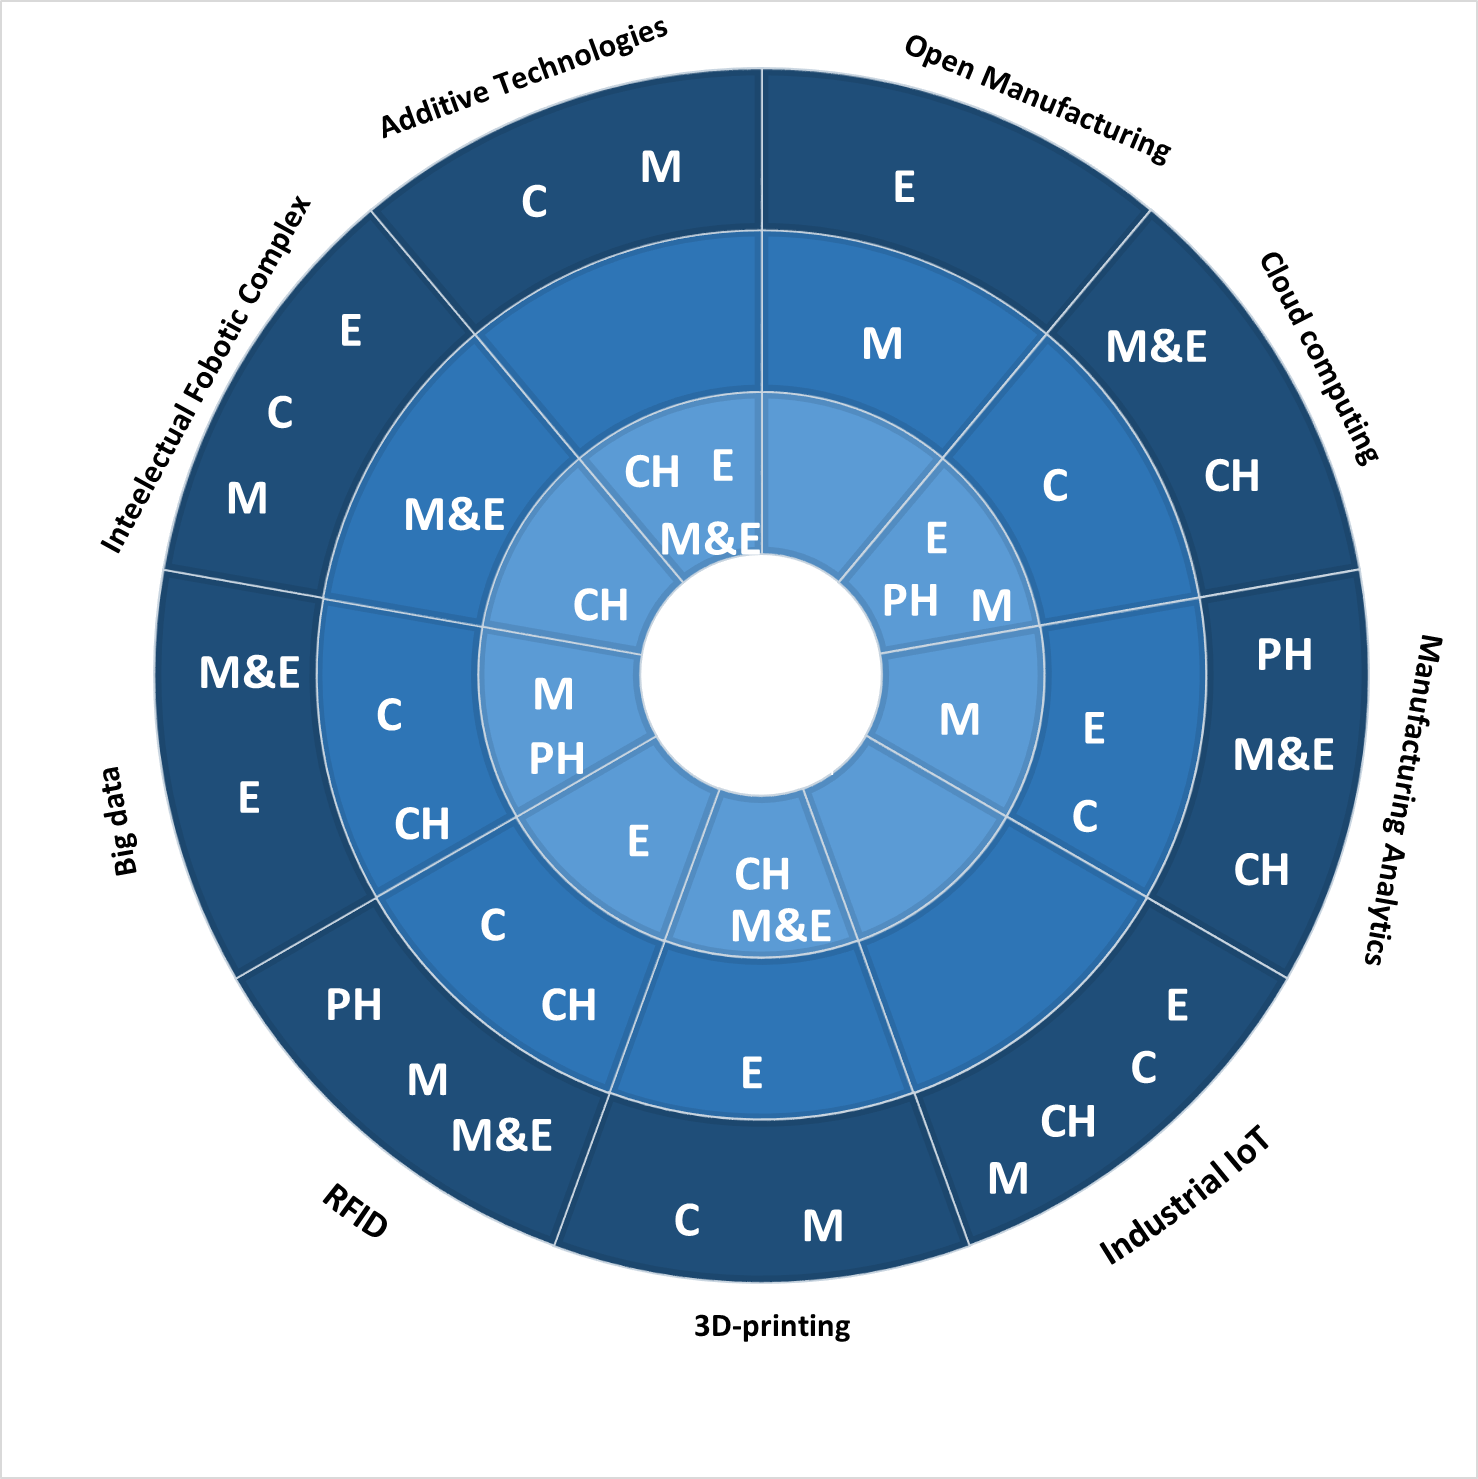 Additive Technologies
Open Manufacturing
Cloud computing
Manufacturing Analytics
Industrial IoT
3D-printing
RFID
Big data
Inteelectual Fobotic Complex
C M
E
M&E
CH
PH
M&E
CH
E
C
CH
M
C M
PH
M
M&E
M&E
E
E
C
M
M
C
E
C
E
C
CH
C
CH
M&E
CH E
M&E
E
PH M
M
CH
M&E
E
M
PH
CH